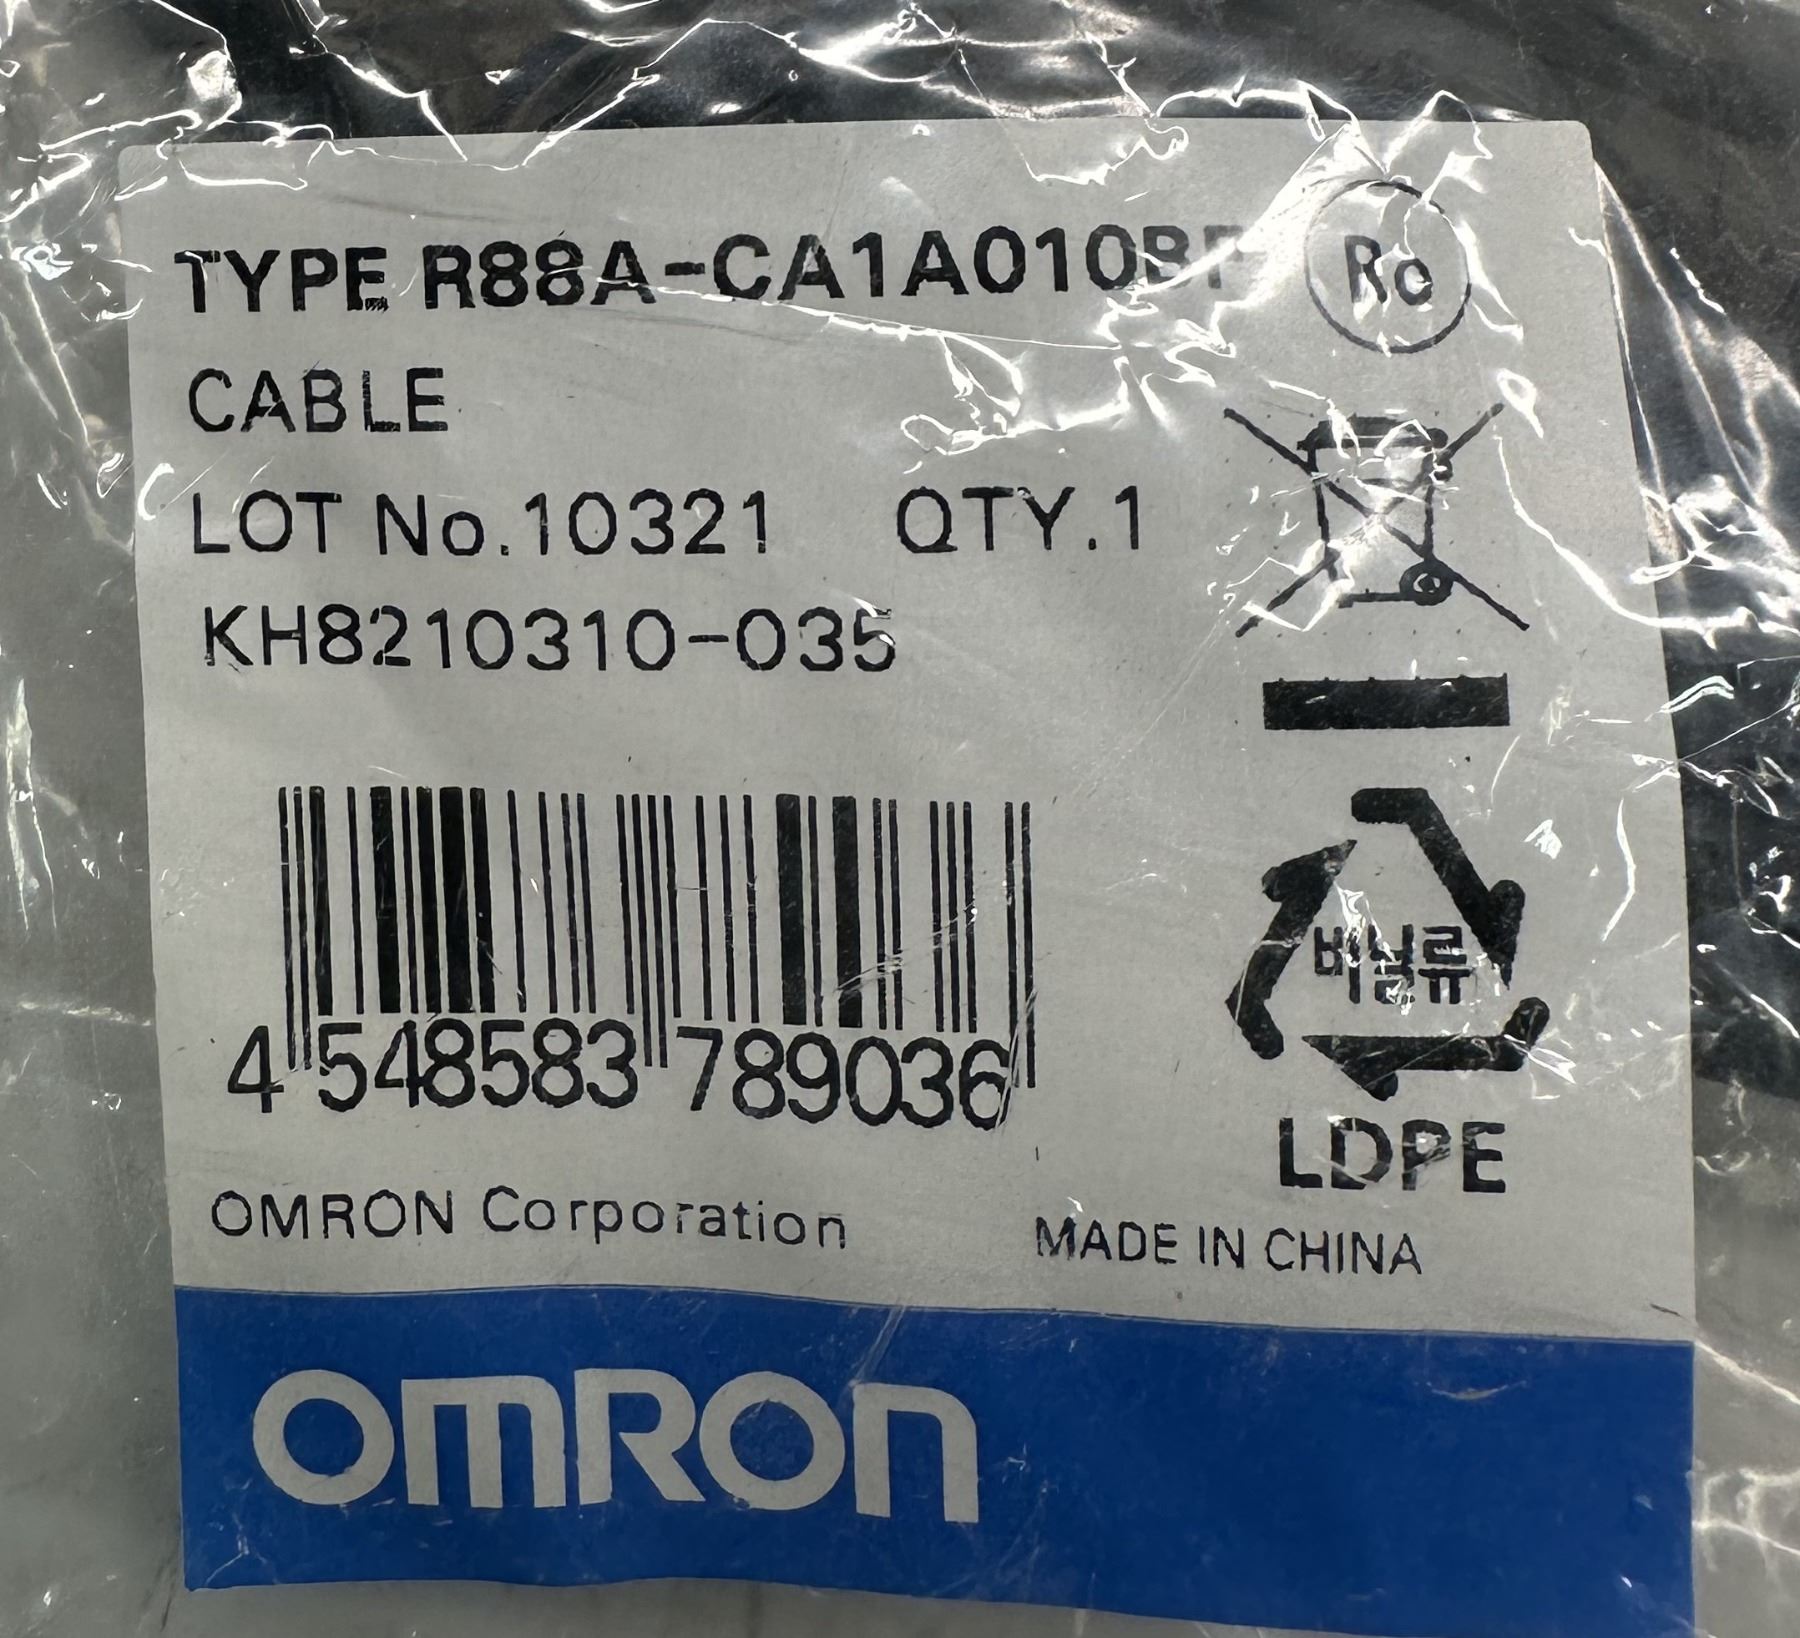 TYPE R88A-CA1A010BF
Ro
CABLE
LOT No.10321 QTY.1
KH8210310-035
비닐류
4 548583 789036
LDPE
OMRON Corporation
MADE IN CHINA
OMRON